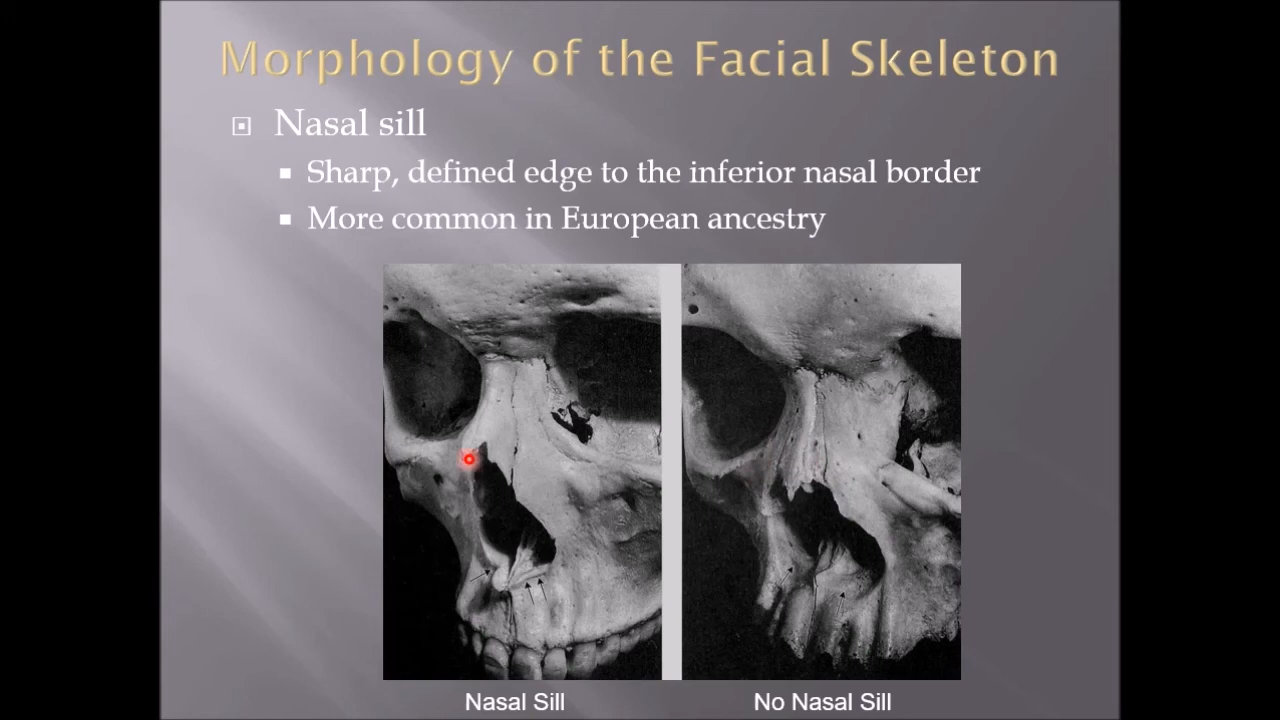 Morphology of the Facial Skeleton
Nasal sill
Sharp, defined edge to the inferior nasal border
More common in European ancestry
Nasal Sill
No Nasal Sill